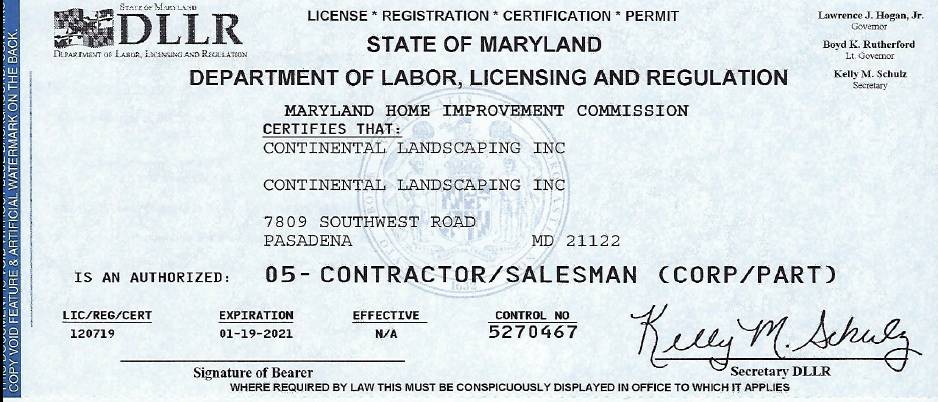 STATE OF MARYLAND
DLLR
DEPARTMENT OF LABOR, LICENSING AND REGULATION
LICENSE * REGISTRATION * CERTIFICATION * PERMIT
STATE OF MARYLAND
DEPARTMENT OF LABOR, LICENSING AND REGULATION
Lawrence J. Hogan, Jr.
Governor
Boyd K. Rutherford
Lt. Governor
Kelly M. Schulz
Secretary
MARYLAND HOME IMPROVEMENT COMMISSION
CERTIFIES THAT:
CONTINENTAL LANDSCAPING INC
CONTINENTAL LANDSCAPING INC
7809 SOUTHWEST ROAD
PASADENA MD 21122
IS AN AUTHORIZED: 05- CONTRACTOR/SALESMAN (CORP/PART)
LIC/REG/CERT EXPIRATION EFFECTIVE CONTROL NO
120719 01-19-2021 N/A 5270467
Kelly M. Schulz
Signature of Bearer Secretary DLLR
WHERE REQUIRED BY LAW THIS MUST BE CONSPICUOUSLY DISPLAYED IN OFFICE TO WHICH IT APPLIES
COPY VOID FEATURE & ARTIFICIAL WATERMARK ON THE BACK